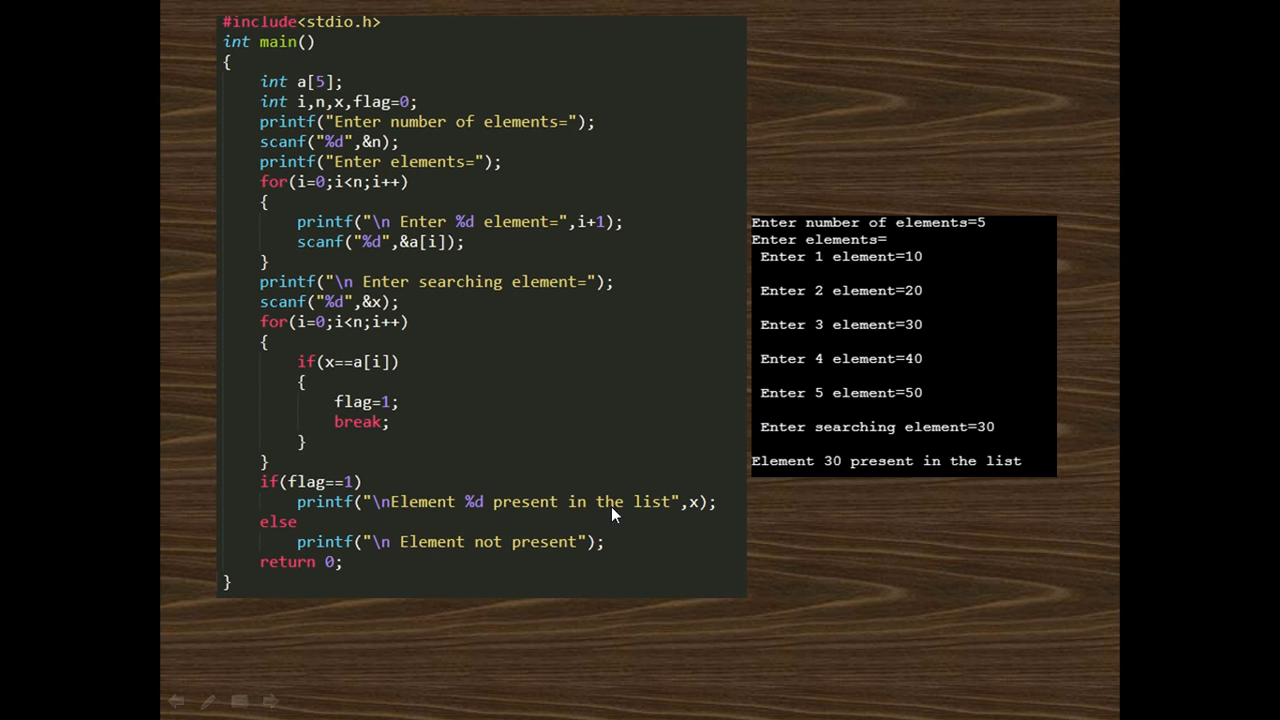 #include<stdio.h>
int main()
{
int a[5];
int i,n,x,flag=0;
printf("Enter number of elements=");
scanf("%d",&n);
printf("Enter elements=");
for(i=0;i<n;i++)
{
printf("\n Enter %d element=",i+1);
scanf("%d",&a[i]);
}
printf("\n Enter searching element=");
scanf("%d",&x);
for(i=0;i<n;i++)
{
if(x==a[i])
{
flag=1;
break;
}
}
if(flag==1)
printf("\nElement %d present in the list",x);
else
printf("\n Element not present");
return 0;
}
Enter number of elements=5
Enter elements=
Enter 1 element=10
Enter 2 element=20
Enter 3 element=30
Enter 4 element=40
Enter 5 element=50
Enter searching element=30
Element 30 present in the list